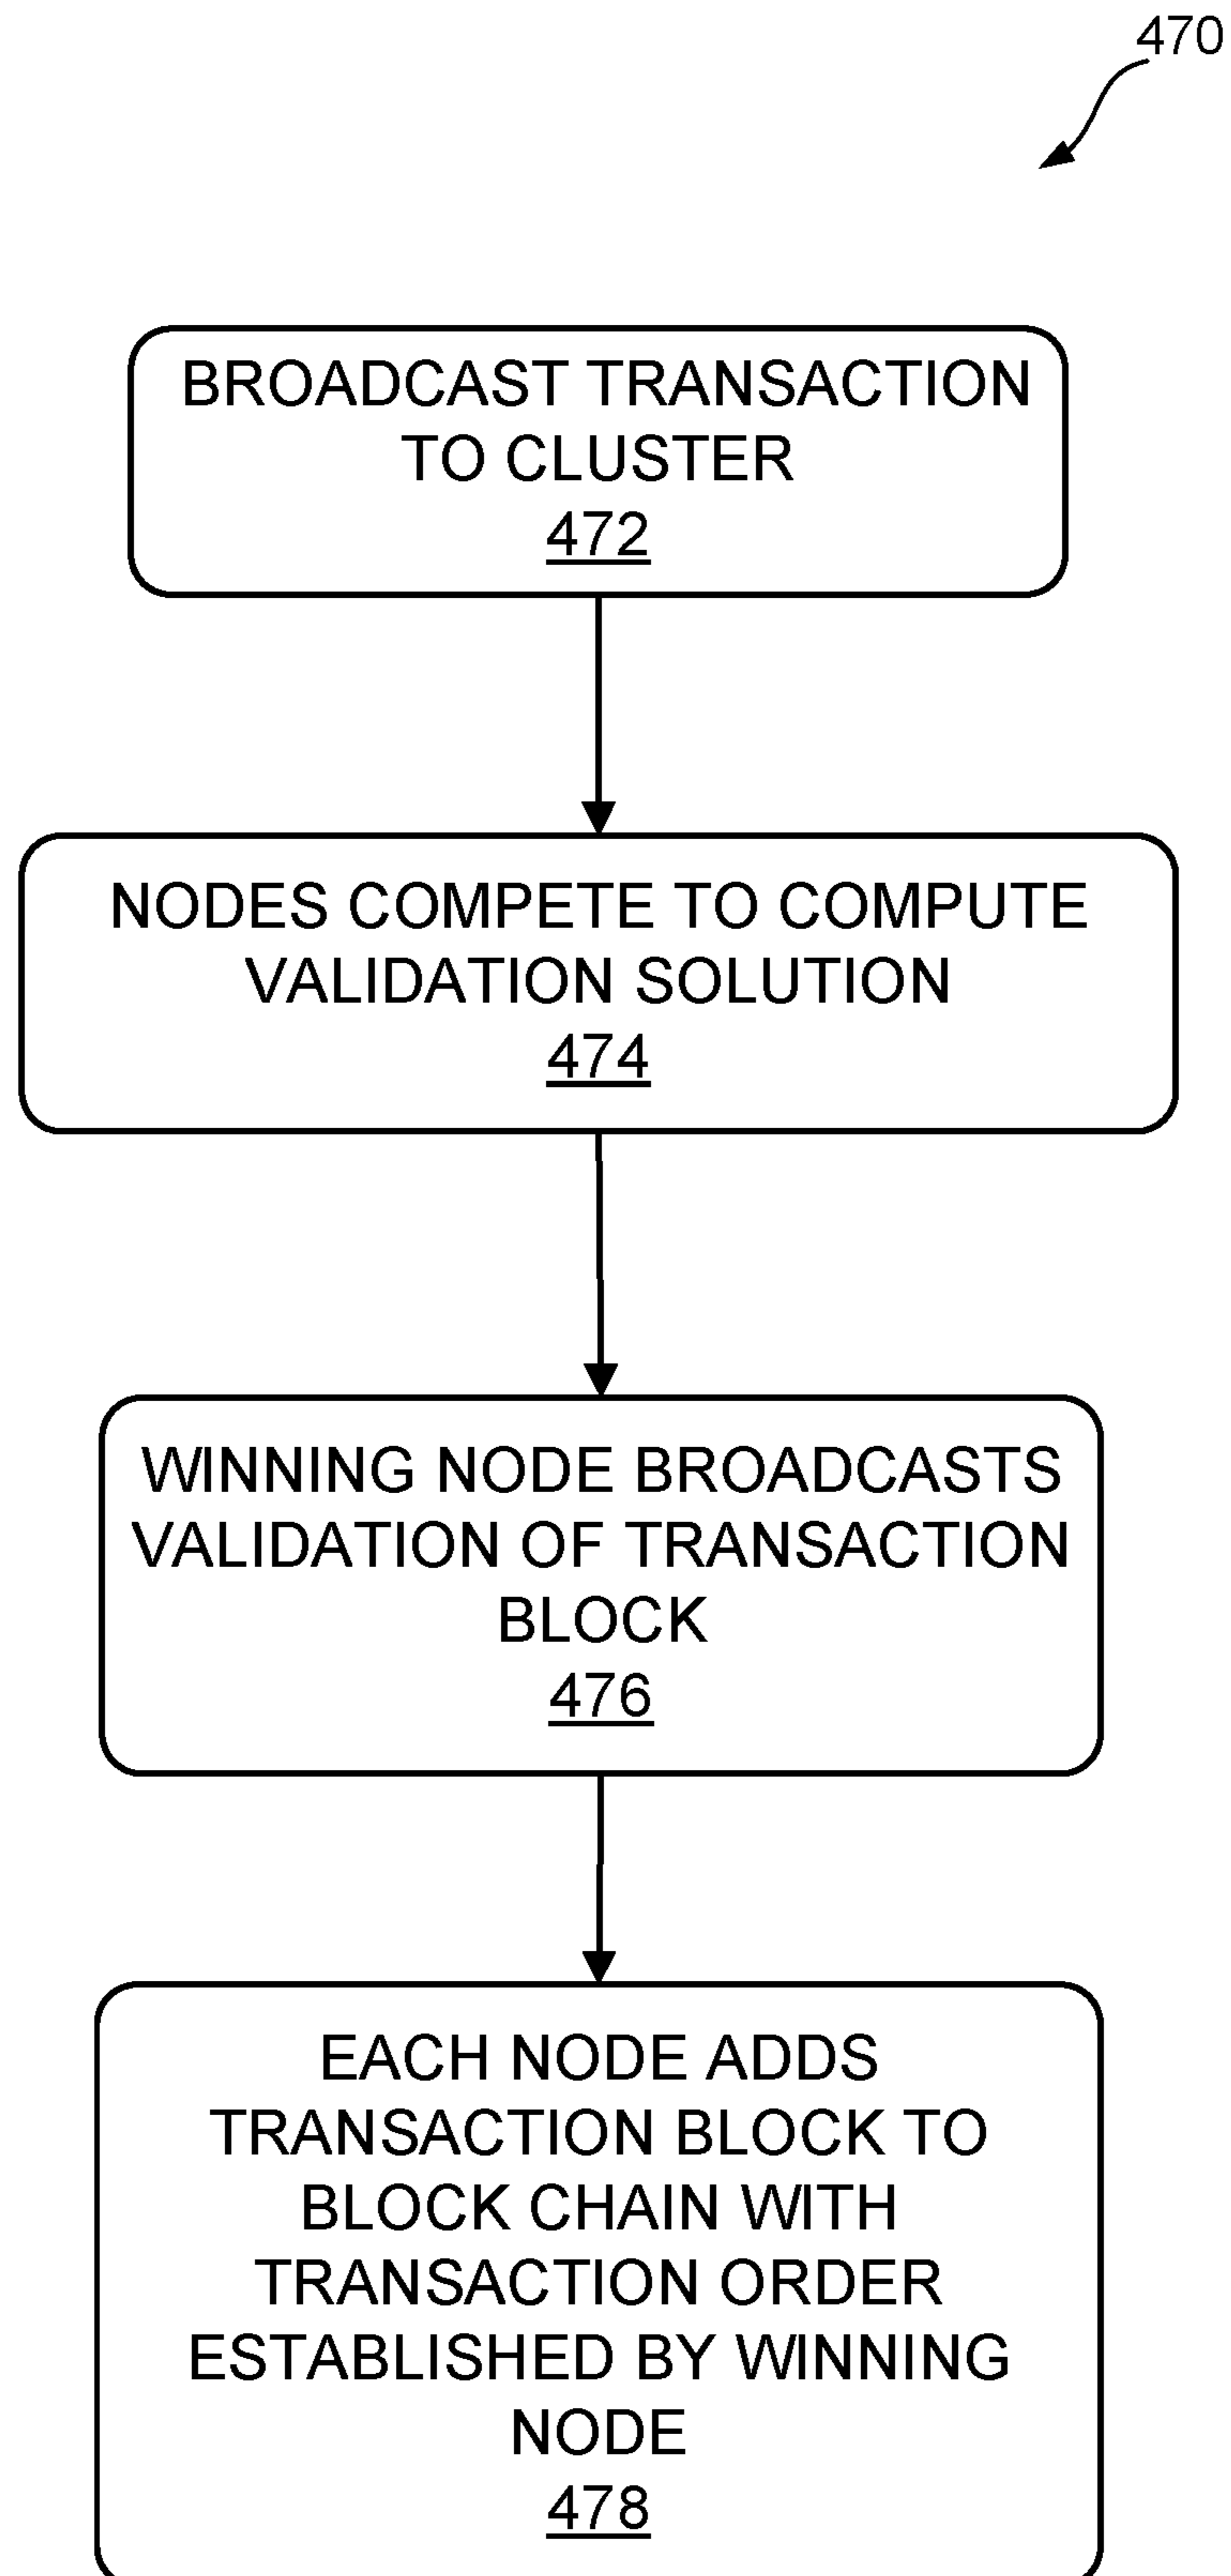 470
BROADCAST TRANSACTION
TO CLUSTER
472
NODES COMPETE TO COMPUTE
VALIDATION SOLUTION
474
WINNING NODE BROADCASTS
VALIDATION OF TRANSACTION
BLOCK
476
EACH NODE ADDS
TRANSACTION BLOCK TO
BLOCK CHAIN WITH
TRANSACTION ORDER
ESTABLISHED BY WINNING
NODE
478